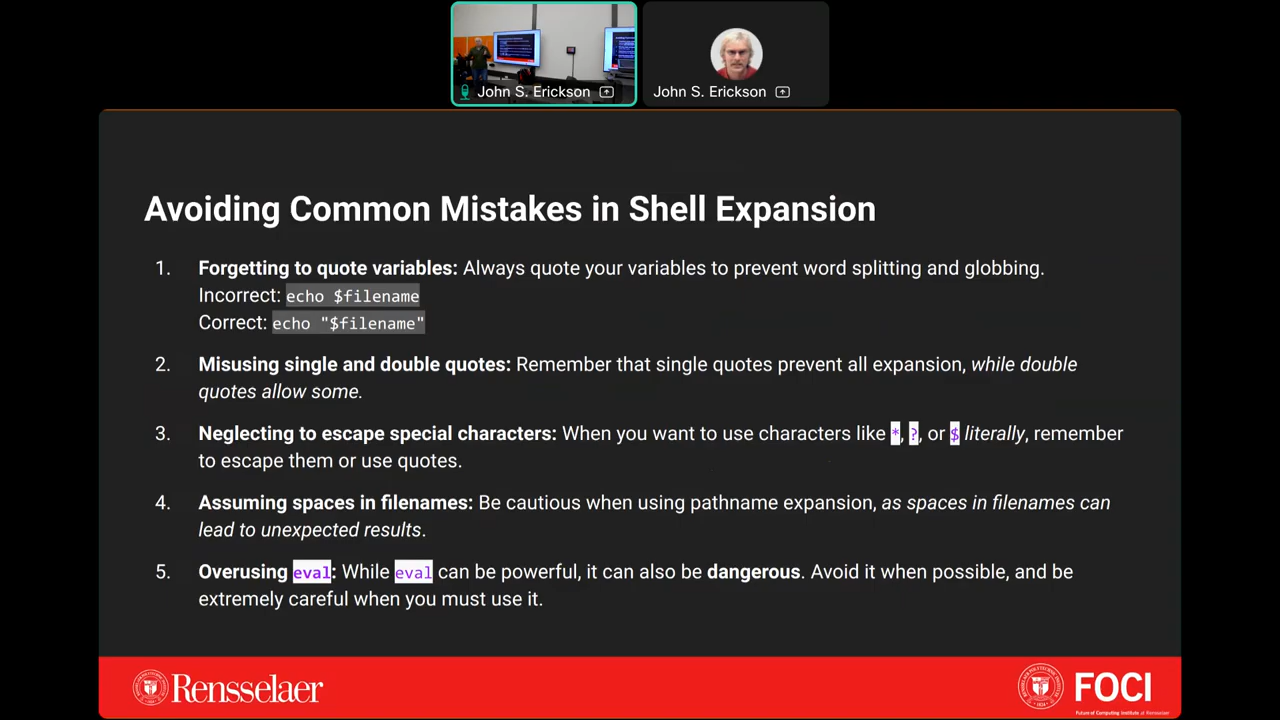 John S. Erickson
John S. Erickson
Avoiding Common Mistakes in Shell Expansion
1. Forgetting to quote variables: Always quote your variables to prevent word splitting and globbing.
Incorrect: echo $filename
Correct: echo "$filename"
2. Misusing single and double quotes: Remember that single quotes prevent all expansion, while double
quotes allow some.
3. Neglecting to escape special characters: When you want to use characters like *, ?, or $ literally, remember
to escape them or use quotes.
4. Assuming spaces in filenames: Be cautious when using pathname expansion, as spaces in filenames can
lead to unexpected results.
5. Overusing eval: While eval can be powerful, it can also be dangerous. Avoid it when possible, and be
extremely careful when you must use it.
Rensselaer
FOCI
Future of Computing Institute at Rensselaer